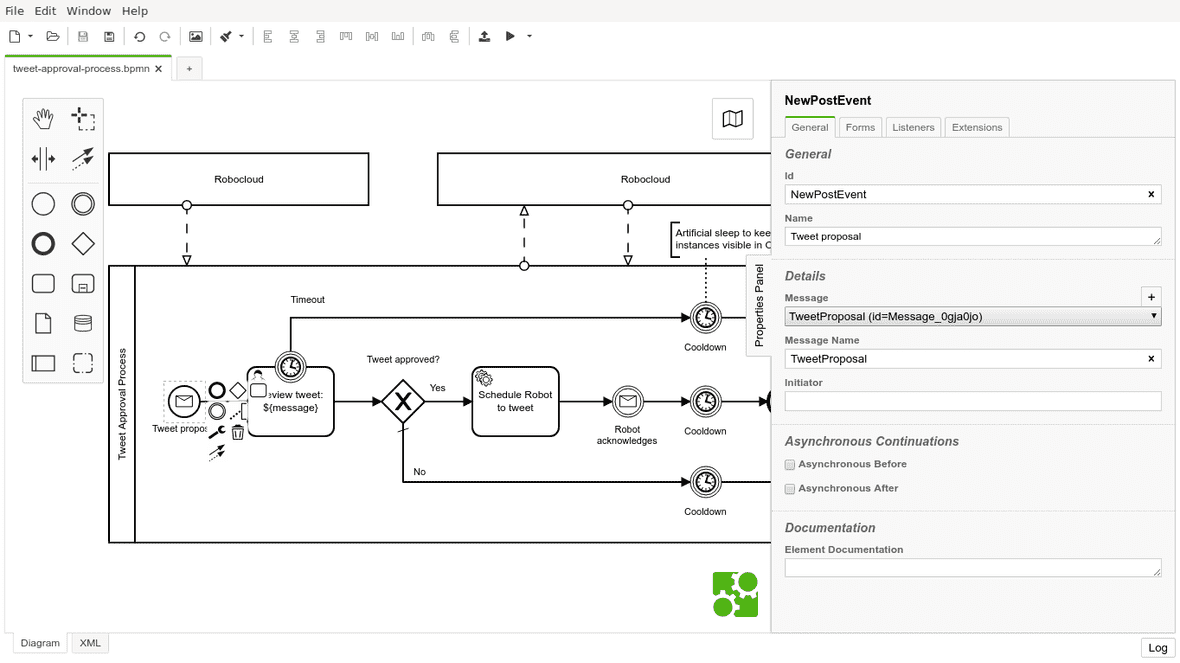 File Edit Window Help
tweet-approval-process.bpmn
+
Robocloud
Robocloud
Artificial sleep to kee
instances visible in C
Properties Panel
Tweet Approval Process
Timeout
Cooldown
Tweet approved?
eview tweet:
${message}
Yes
Schedule Robot
to tweet
Tweet propos
Robot
acknowledges
Cooldown
No
Cooldown
NewPostEvent
General Forms Listeners Extensions
General
Id
NewPostEvent
Name
Tweet proposal
Details
Message
+
TweetProposal (id=Message_0gja0jo)
Message Name
TweetProposal
Initiator
Asynchronous Continuations
Asynchronous Before
Asynchronous After
Documentation
Element Documentation
Diagram XML
Log